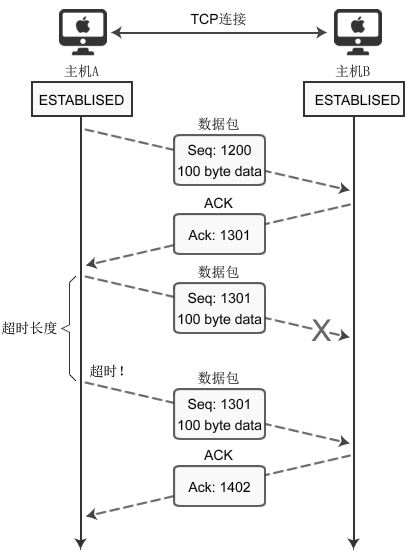 TCP连接
主机A
主机B
ESTABLISED
ESTABLISED
数据包
Seq: 1200
100 byte data
ACK
Ack: 1301
数据包
Seq: 1301
100 byte data
X
超时长度
超时！
数据包
Seq: 1301
100 byte data
ACK
Ack: 1402